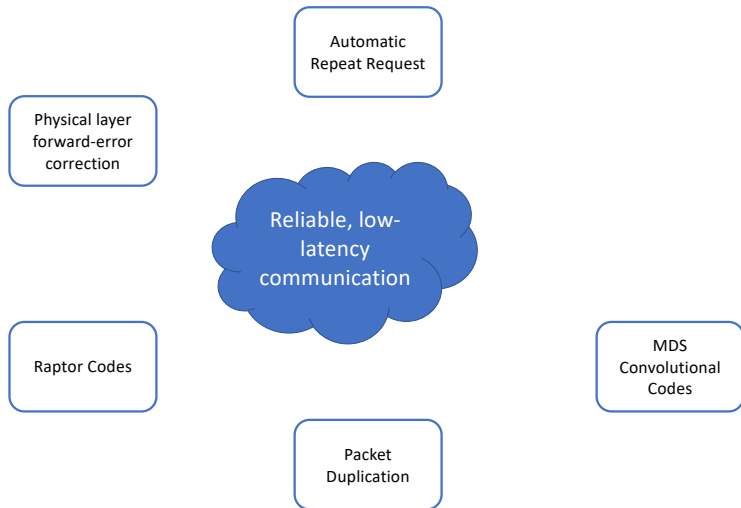 Automatic
Repeat Request
Physical layer
forward-error
correction
Reliable, low-
latency
communication
Raptor Codes
MDS
Convolutional
Codes
Packet
Duplication